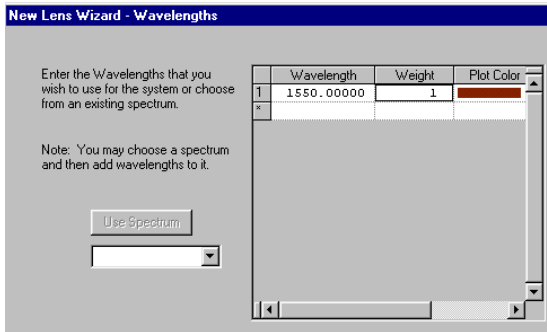 New Lens Wizard - Wavelengths
Enter the Wavelengths that you
wish to use for the system or choose
from an existing spectrum.
Note: You may choose a spectrum
and then add wavelengths to it.
Use Spectrum
Wavelength Weight Plot Color
1 1550.00000 1
*